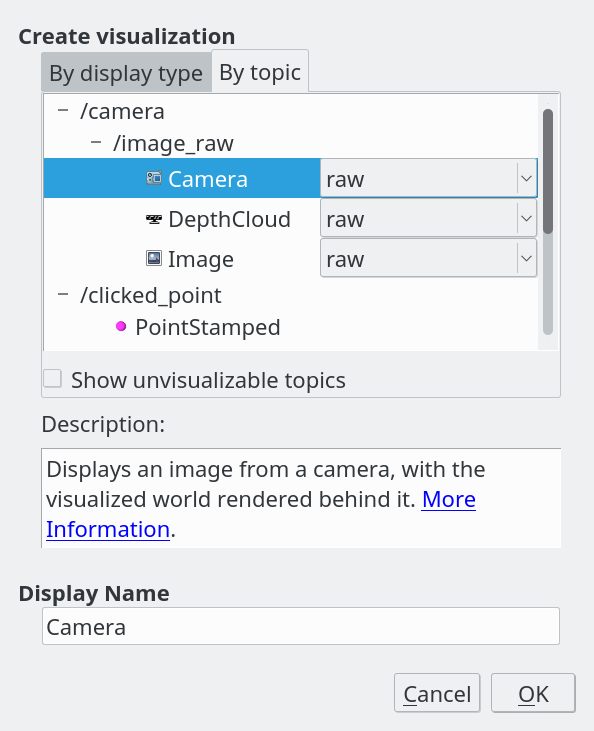 Create visualization
By display type By topic
/camera
/image_raw
Camera raw
DepthCloud raw
Image raw
/clicked_point
PointStamped
Show unvisualizable topics
Description:
Displays an image from a camera, with the
visualized world rendered behind it. More
Information.
Display Name
Camera
Cancel OK